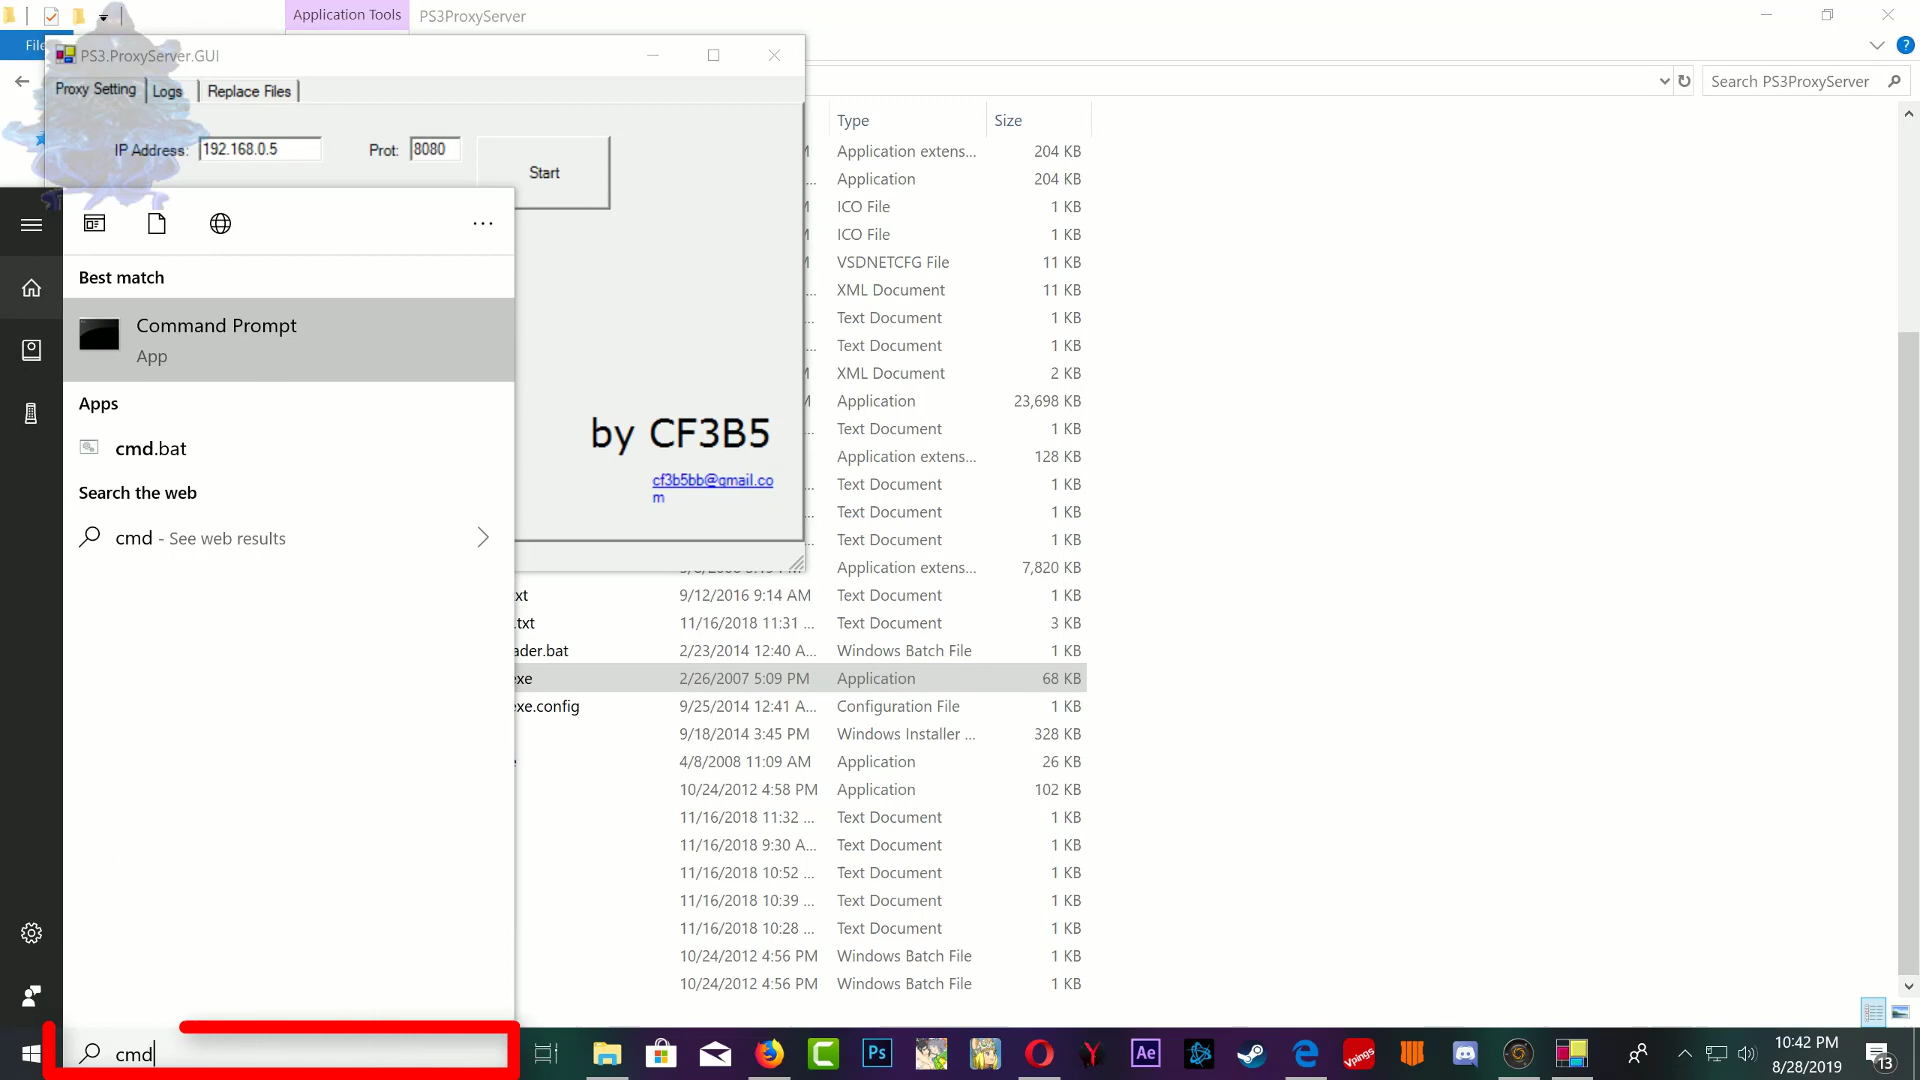 Application Tools PS3ProxyServer
File
PS3.ProxyServer.GUI
Search PS3ProxyServer
Proxy Setting Logs Replace Files
IP Address: 192.168.0.5 Prot: 8080
Start
Type Size
Application extens... 204 KB
Application 204 KB
ICO File 1 KB
ICO File 1 KB
VSDNETCFG File 11 KB
XML Document 11 KB
Text Document 1 KB
Text Document 1 KB
XML Document 2 KB
Application 23,698 KB
Text Document 1 KB
Application extens... 128 KB
Text Document 1 KB
Text Document 1 KB
Text Document 1 KB
Application extens... 7,820 KB
xt 9/12/2016 9:14 AM Text Document 1 KB
.txt 11/16/2018 11:31 ... Text Document 3 KB
ader.bat 2/23/2014 12:40 A... Windows Batch File 1 KB
exe 2/26/2007 5:09 PM Application 68 KB
exe.config 9/25/2014 12:41 A... Configuration File 1 KB
9/18/2014 3:45 PM Windows Installer ... 328 KB
4/8/2008 11:09 AM Application 26 KB
10/24/2012 4:58 PM Application 102 KB
11/16/2018 11:32 ... Text Document 1 KB
11/16/2018 9:30 A... Text Document 1 KB
11/16/2018 10:52 ... Text Document 1 KB
11/16/2018 10:39 ... Text Document 1 KB
11/16/2018 10:28 ... Text Document 1 KB
10/24/2012 4:56 PM Windows Batch File 1 KB
10/24/2012 4:56 PM Windows Batch File 1 KB
by CF3B5
cf3b5bb@gmail.co
m
Best match
Command Prompt
App
Apps
cmd.bat
Search the web
cmd - See web results
cmd
Ps
Ae
Vpings
10:42 PM
8/28/2019
13